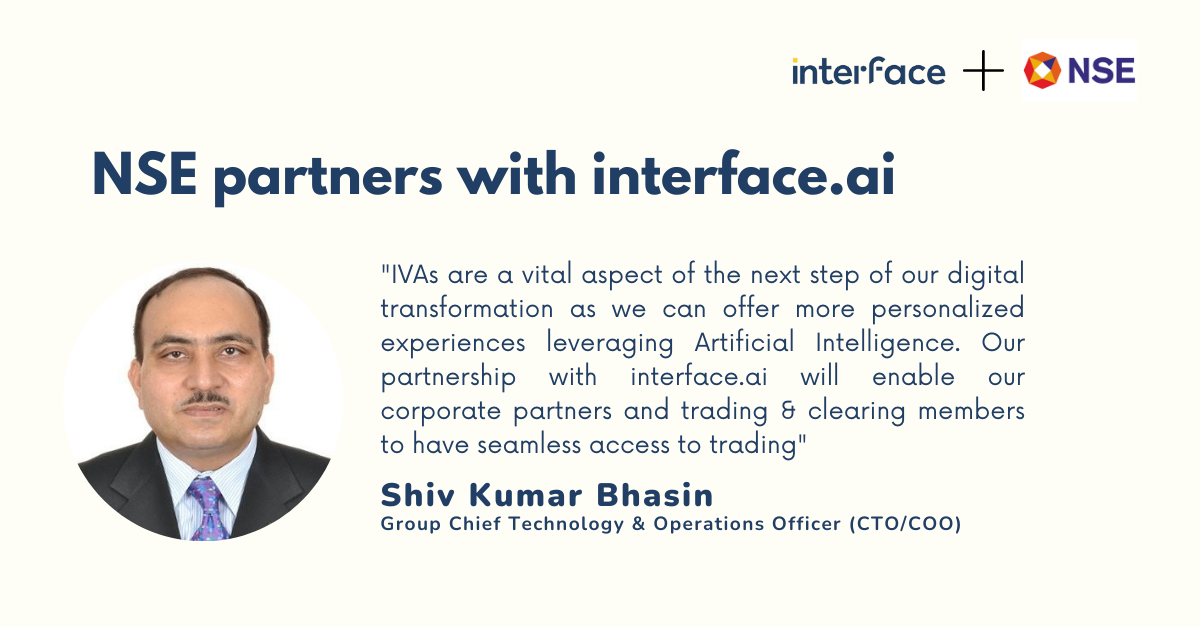 interface + NSE
NSE partners with interface.ai
"IVAs are a vital aspect of the next step of our digital
transformation as we can offer more personalized
experiences leveraging Artificial Intelligence. Our
partnership with interface.ai will enable our
corporate partners and trading & clearing members
to have seamless access to trading"
Shiv Kumar Bhasin
Group Chief Technology & Operations Officer (CTO/COO)